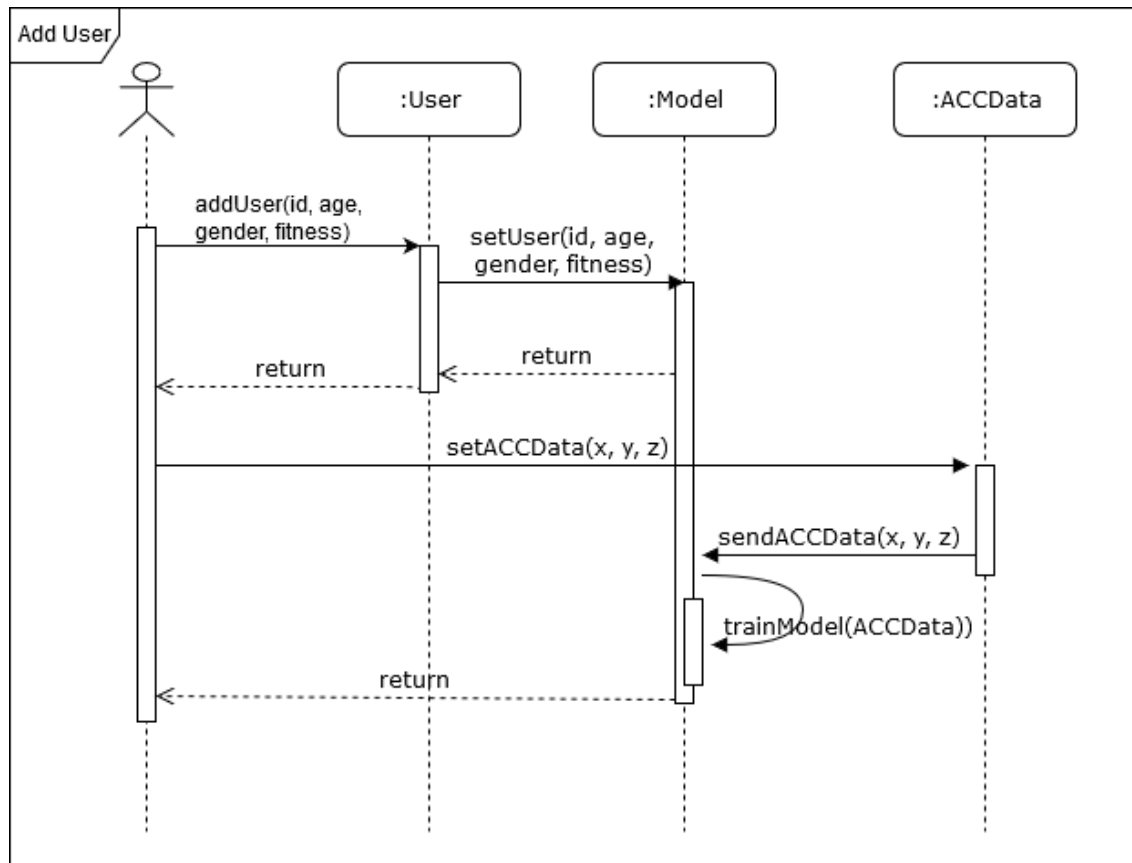 Add User
:User
:Model
:ACCData
addUser(id, age,
gender, fitness)
setUser(id, age,
gender, fitness)
return
return
setACCData(x, y, z)
sendACCData(x, y, z)
trainModel(ACCData))
return